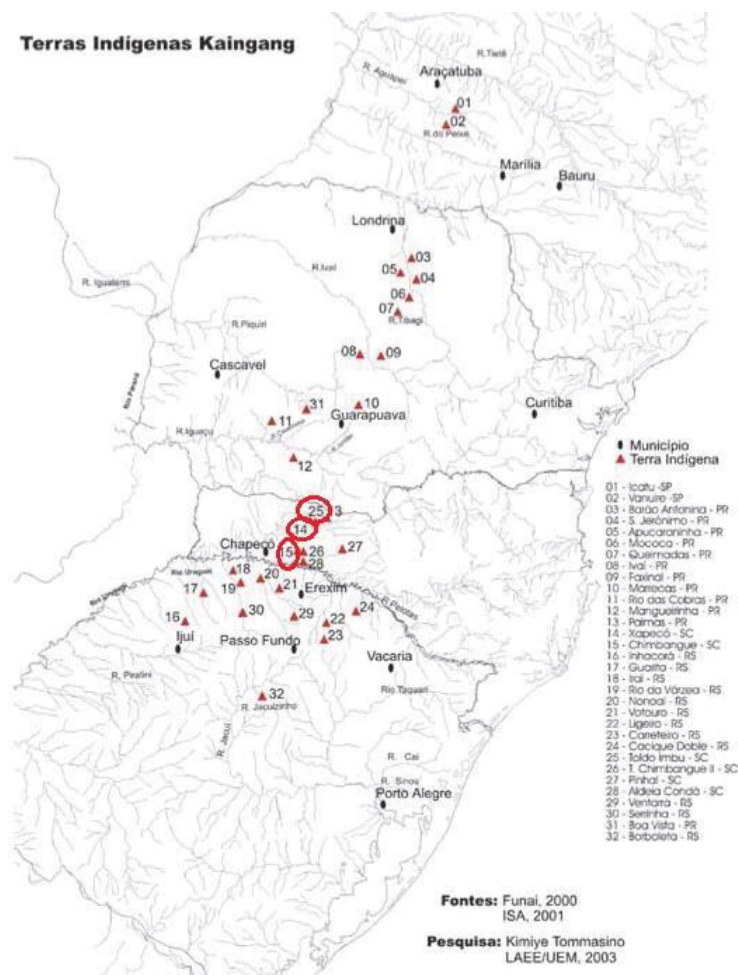 Terras Indígenas Kaingang
R. Tietê
R. Aguapeí
Araçatuba
01
02
R.do Peixe
Marília
Bauru
Londrina
03
R.Ivaí
05
04
06
07
R.Tibagi
R. Iguatemi
R.Piquiri
08
09
Cascavel
Rio Paraná
31
10
Curitiba
11
Guarapuava
R.Iguaçu
12
Município
Terra Indígena
25
3
14
Chapecó
15
26
27
28
Rio Uruguai
Rio Uruguai
18
20
19
21
Erexim
R. Pelotas
17
30
29
24
22
16
23
Ijuí
Passo Fundo
Vacaria
R. Piratini
Rio Taquari
32
R. Jacuizinho
R. Jacuí
R. Caí
R. Sinos
Porto Alegre
01 - Icatu -SP
02 - Vanuire -SP
03 - Barão Antonina - PR
04 - S. Jerônimo - PR
05 - Apucaraninha - PR
06 - Mococa - PR
07 - Queimadas - PR
08 - Ivaí - PR
09 - Faxinal - PR
10 - Marrecas - PR
11 - Rio das Cobras - PR
12 - Mangueirinha - PR
13 - Palmas - PR
14 - Xapecó - SC
15 - Chimbangue - SC
16 - Inhacorá - RS
17 - Guarita - RS
18 - Iraí - RS
19 - Rio da Várzea - RS
20 - Nonoai - RS
21 - Votouro - RS
22 - Ligeiro - RS
23 - Carreteiro - RS
24 - Cacique Doble - RS
25 - Toldo Imbu - SC
26 - T. Chimbangue II - SC
27 - Pinhal - SC
28 - Aldeia Condá - SC
29 - Ventarra - RS
30 - Serrinha - RS
31 - Boa Vista - PR
32 - Borboleta - RS
Fontes: Funai, 2000
ISA, 2001
Pesquisa: Kimiye Tommasino
LAEE/UEM, 2003